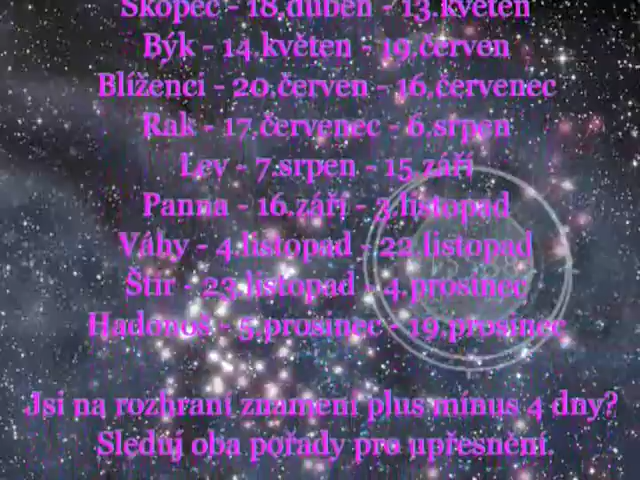 Skopec - 18.duben - 13.květen
Býk - 14.květen - 19.červen
Blíženci - 20.červen - 16.červenec
Rak - 17.červenec - 6.srpen
Lev - 7.srpen - 15.září
Panna - 16.září - 3.listopad
Váhy - 4.listopad - 22.listopad
Štír - 23.listopad - 4.prosinec
Hadonoš - 5.prosinec - 19.prosinec
Jsi na rozhraní znamení plus mínus 4 dny?
Sleduj oba pořady pro upřesnění.